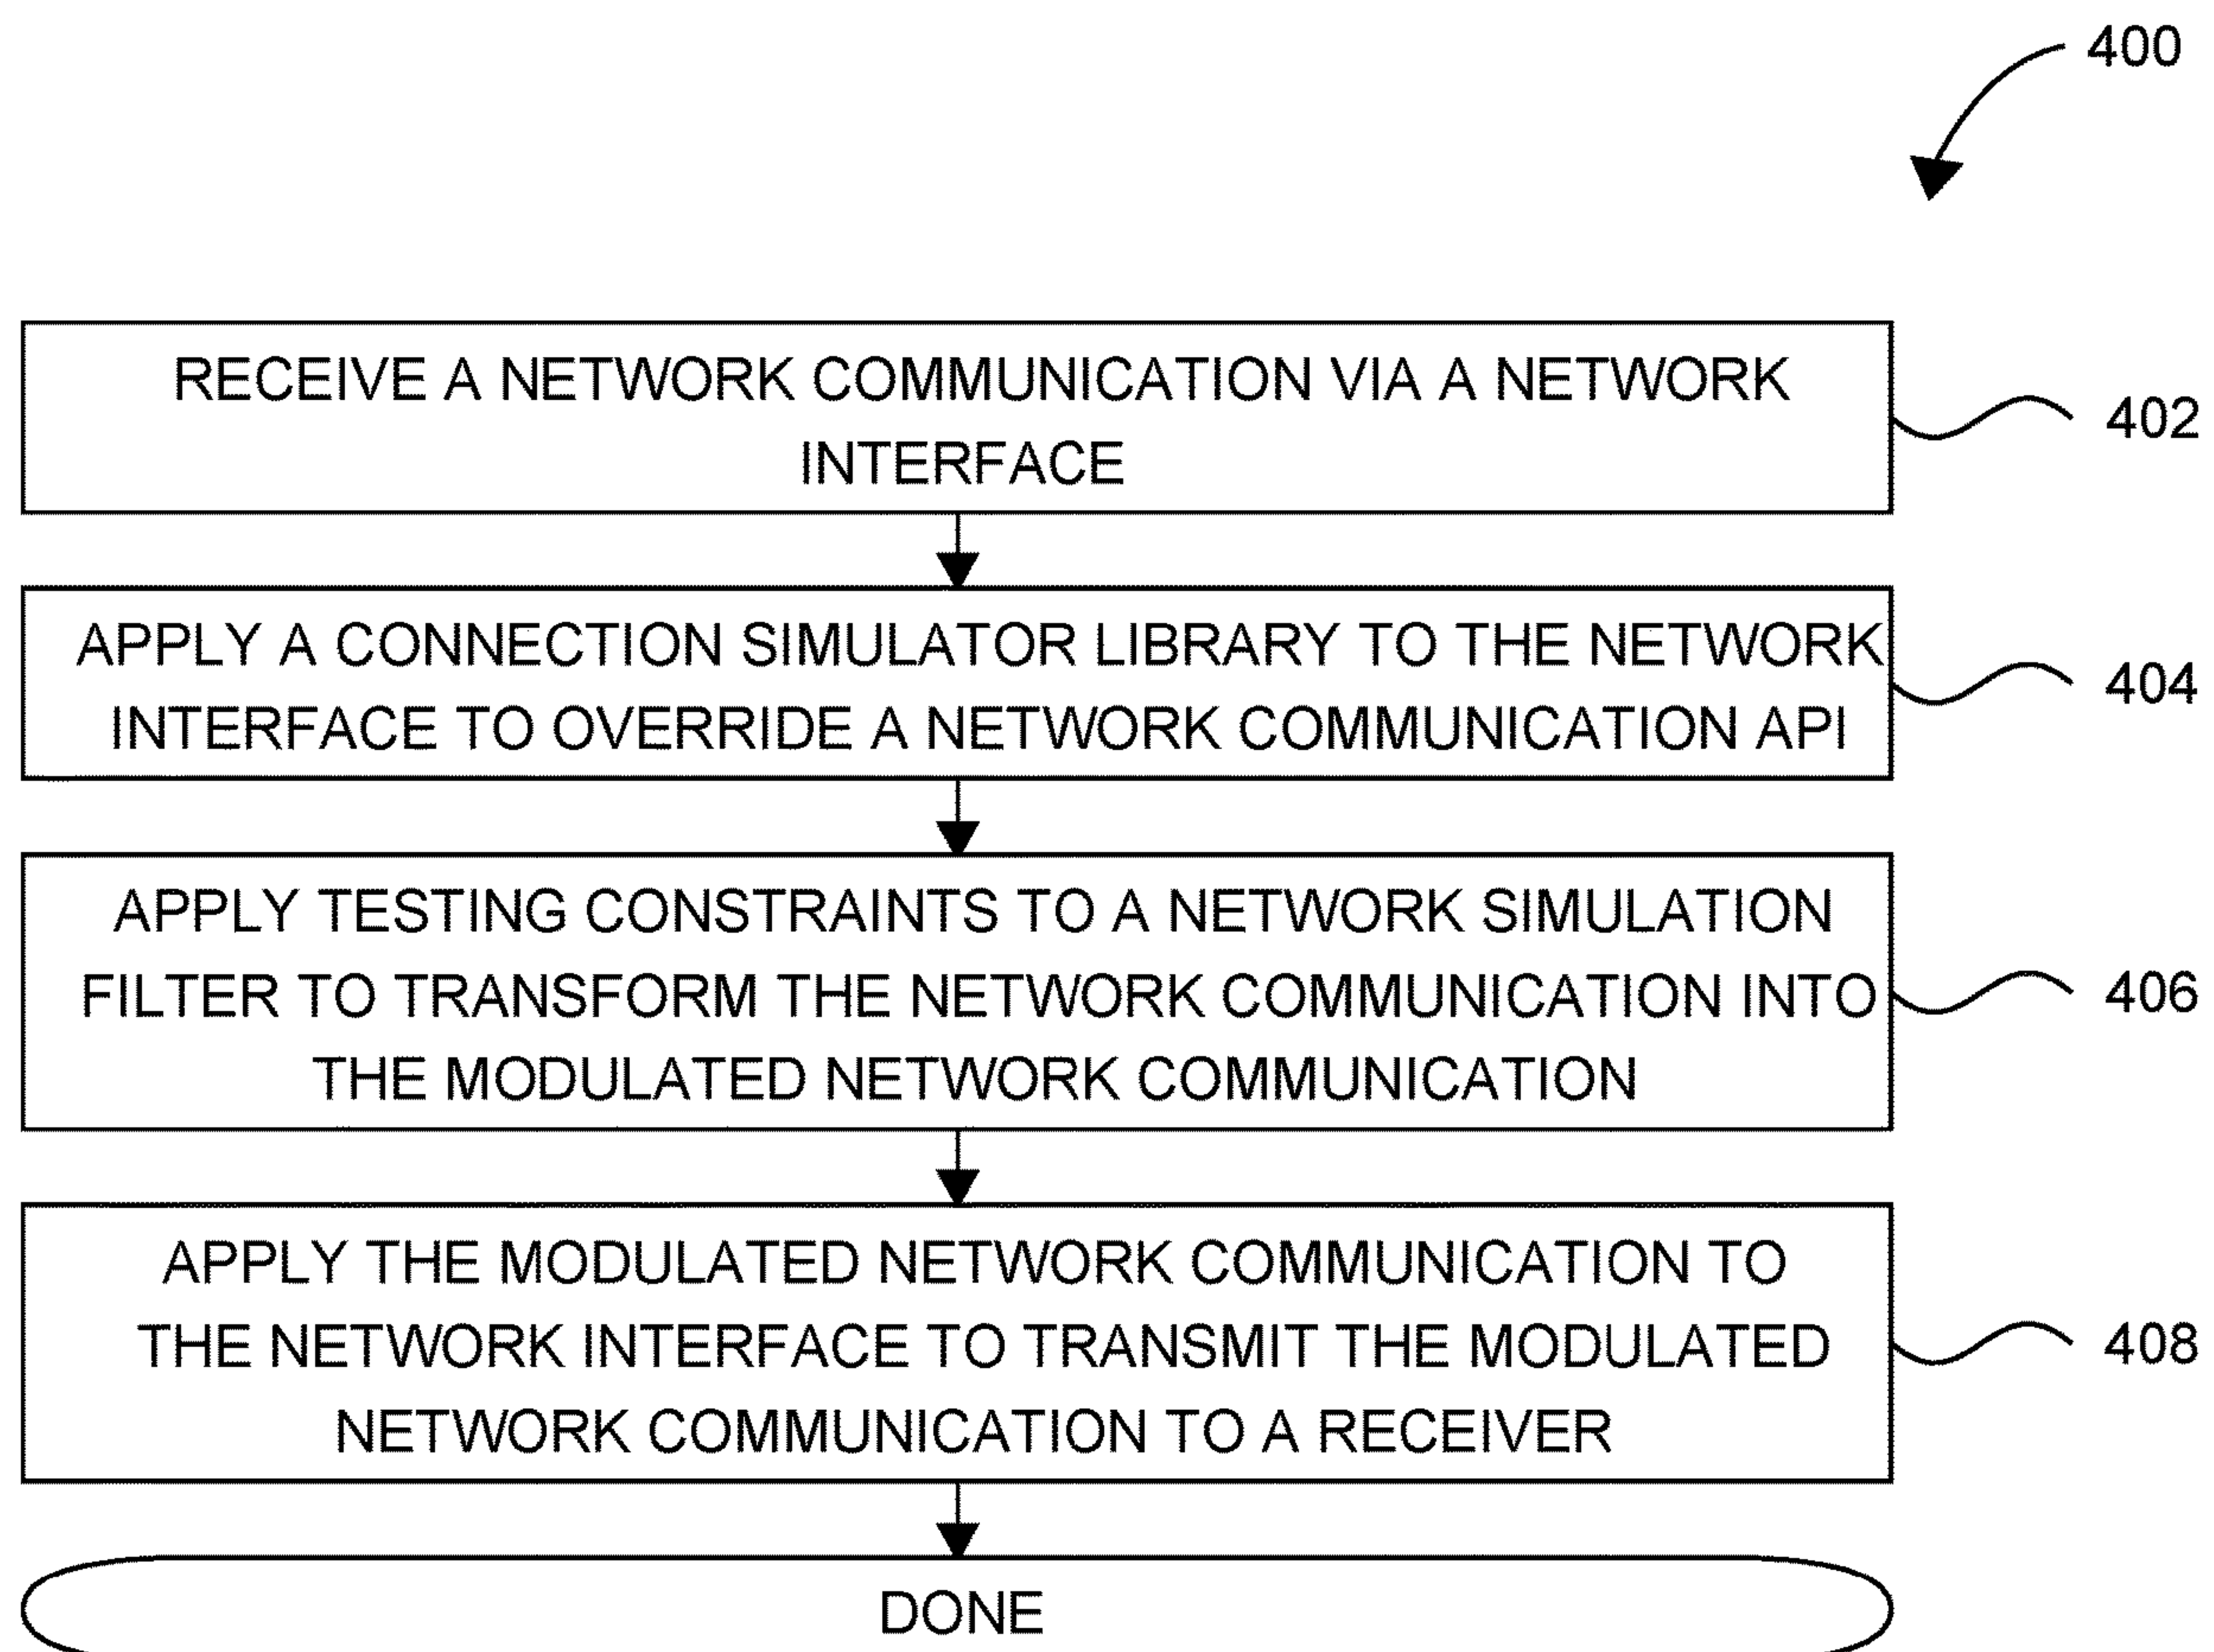 400
RECEIVE A NETWORK COMMUNICATION VIA A NETWORK
INTERFACE
402
APPLY A CONNECTION SIMULATOR LIBRARY TO THE NETWORK
INTERFACE TO OVERRIDE A NETWORK COMMUNICATION API
404
APPLY TESTING CONSTRAINTS TO A NETWORK SIMULATION
FILTER TO TRANSFORM THE NETWORK COMMUNICATION INTO
THE MODULATED NETWORK COMMUNICATION
406
APPLY THE MODULATED NETWORK COMMUNICATION TO
THE NETWORK INTERFACE TO TRANSMIT THE MODULATED
NETWORK COMMUNICATION TO A RECEIVER
408
DONE